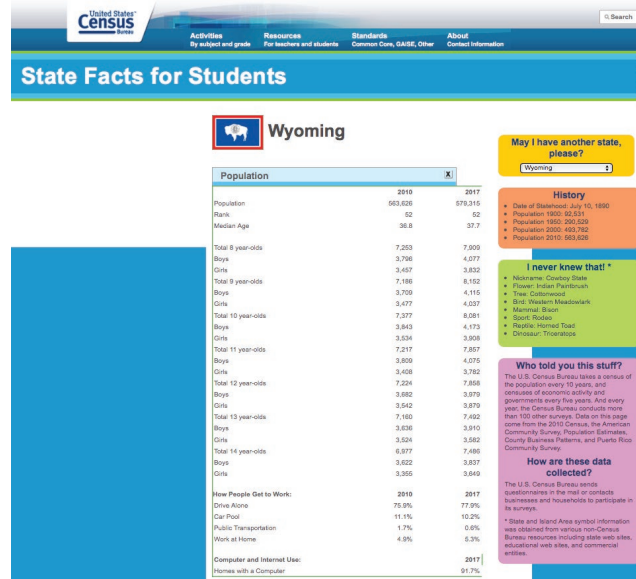 United States®
Census
Bureau
Search
Activities
By subject and grade
Resources
For teachers and students
Standards
Common Core, GAISE, Other
About
Contact Information
State Facts for Students
Wyoming
Population X
2010 2017
Population 563,626 579,315
Rank 52 52
Median Age 36.8 37.7
Total 8 year-olds 7,253 7,909
Boys 3,796 4,077
Girls 3,457 3,832
Total 9 year-olds 7,186 8,152
Boys 3,709 4,115
Girls 3,477 4,037
Total 10 year-olds 7,377 8,081
Boys 3,843 4,173
Girls 3,534 3,908
Total 11 year-olds 7,217 7,857
Boys 3,809 4,075
Girls 3,408 3,782
Total 12 year-olds 7,224 7,858
Boys 3,682 3,979
Girls 3,542 3,879
Total 13 year-olds 7,160 7,492
Boys 3,636 3,910
Girls 3,524 3,582
Total 14 year-olds 6,977 7,486
Boys 3,622 3,837
Girls 3,355 3,649
How People Get to Work: 2010 2017
Drive Alone 75.9% 77.9%
Car Pool 11.1% 10.2%
Public Transportation 1.7% 0.6%
Work at Home 4.9% 5.3%
Computer and Internet Use: 2017
Homes with a Computer 91.7%
May I have another state,
please?
Wyoming
History
Date of Statehood: July 10, 1890
Population 1900: 92,531
Population 1950: 290,529
Population 2000: 493,782
Population 2010: 563,626
I never knew that! *
Nickname: Cowboy State
Flower: Indian Paintbrush
Tree: Cottonwood
Bird: Western Meadowlark
Mammal: Bison
Sport: Rodeo
Reptile: Horned Toad
Dinosaur: Triceratops
Who told you this stuff?
The U.S. Census Bureau takes a census of
the population every 10 years, and
censuses of economic activity and
governments every five years. And every
year, the Census Bureau conducts more
than 100 other surveys. Data on this page
come from the 2010 Census, the American
Community Survey, Population Estimates,
County Business Patterns, and Puerto Rico
Community Survey.
How are these data
collected?
The U.S. Census Bureau sends
questionnaires in the mail or contacts
businesses and households to participate in
its surveys.
* State and Island Area symbol information
was obtained from various non-Census
Bureau resources including state web sites,
educational web sites, and commercial
entities.